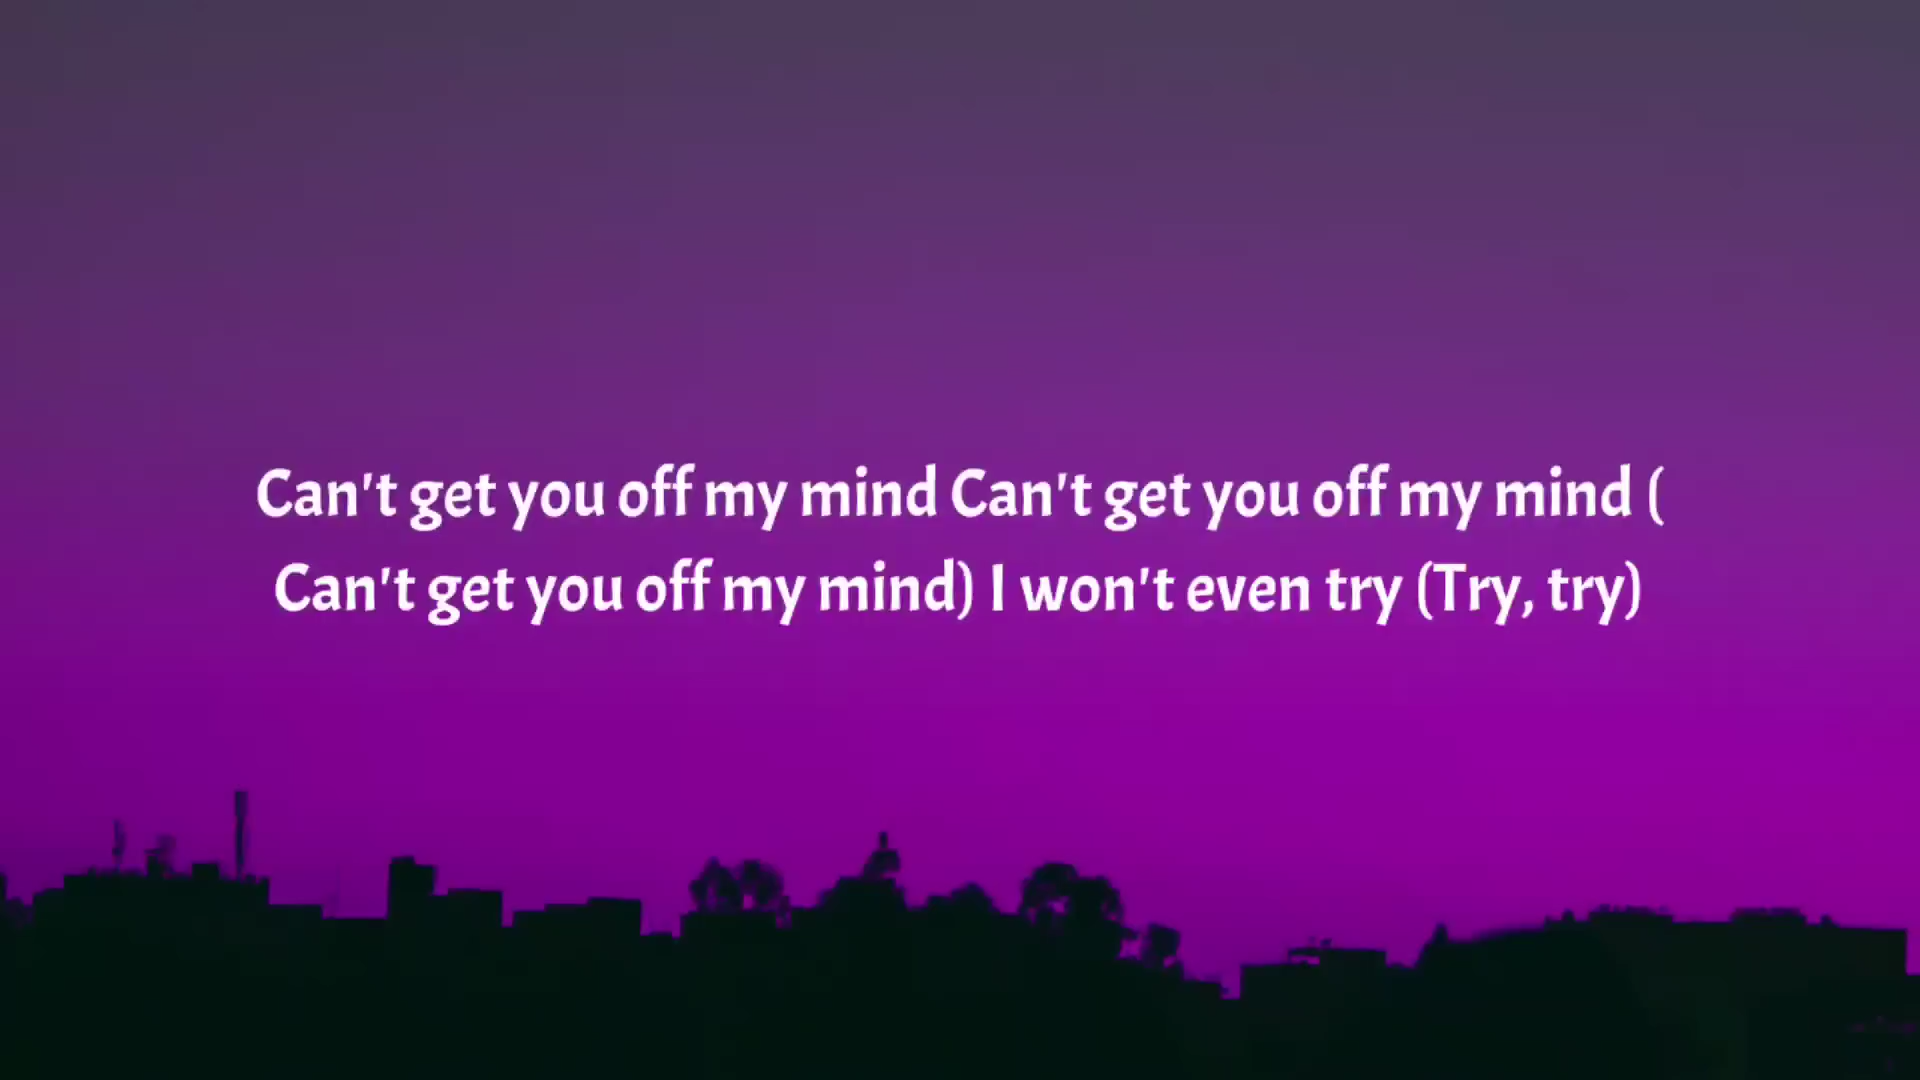 Can't get you off my mind Can't get you off my mind (
Can't get you off my mind) I won't even try (Try, try)